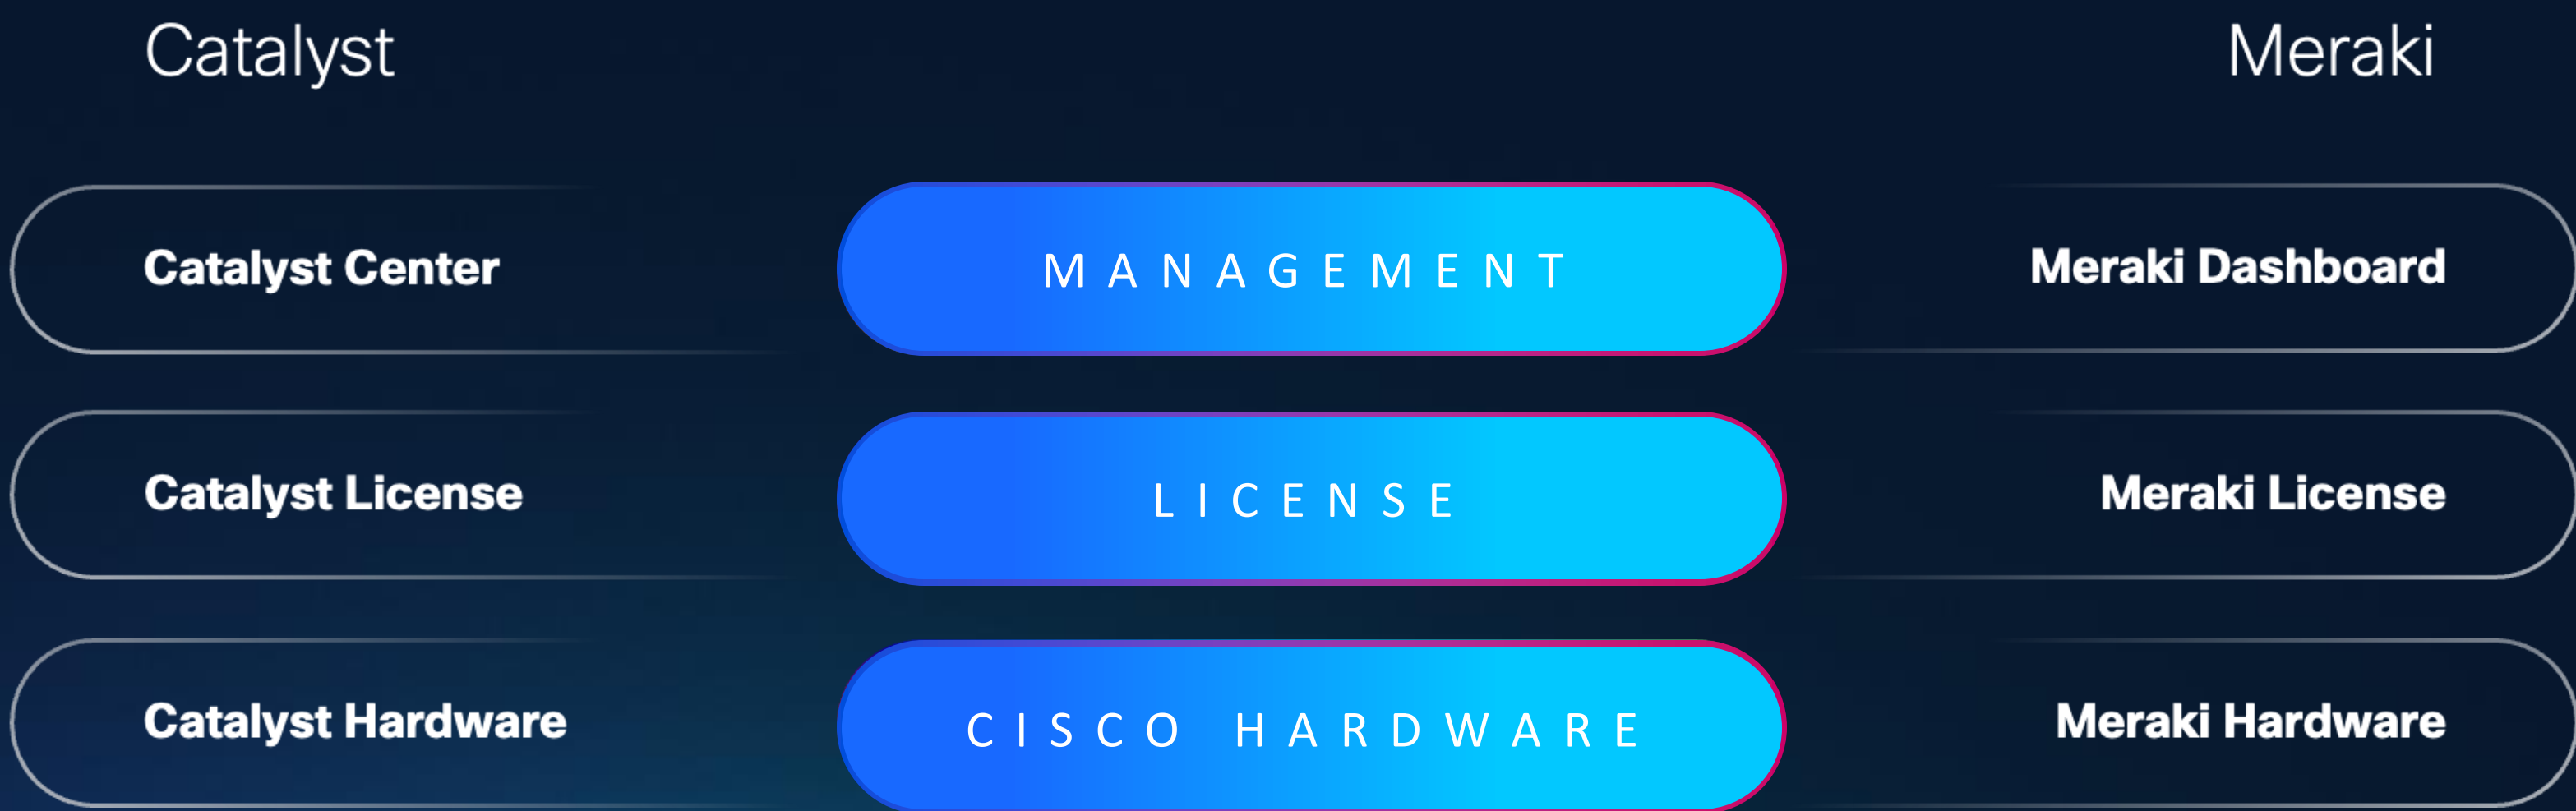 Catalyst
Meraki
Catalyst Center
MANAGEMENT
Meraki Dashboard
Catalyst License
LICENSE
Meraki License
Catalyst Hardware
CISCO HARDWARE
Meraki Hardware